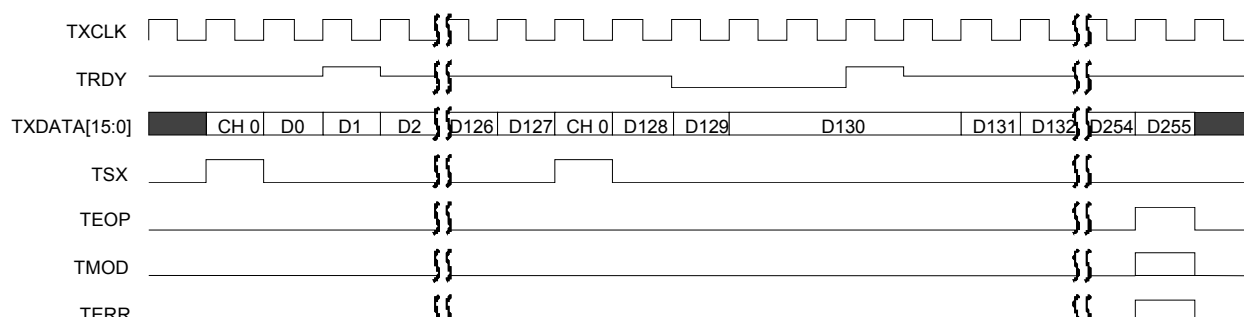 TXCLK
TRDY
TXDATA[15:0] CH 0 D0 D1 D2 D126 D127 CH 0 D128 D129 D130 D131 D132 D254 D255
TSX
TEOP
TMOD
TERR